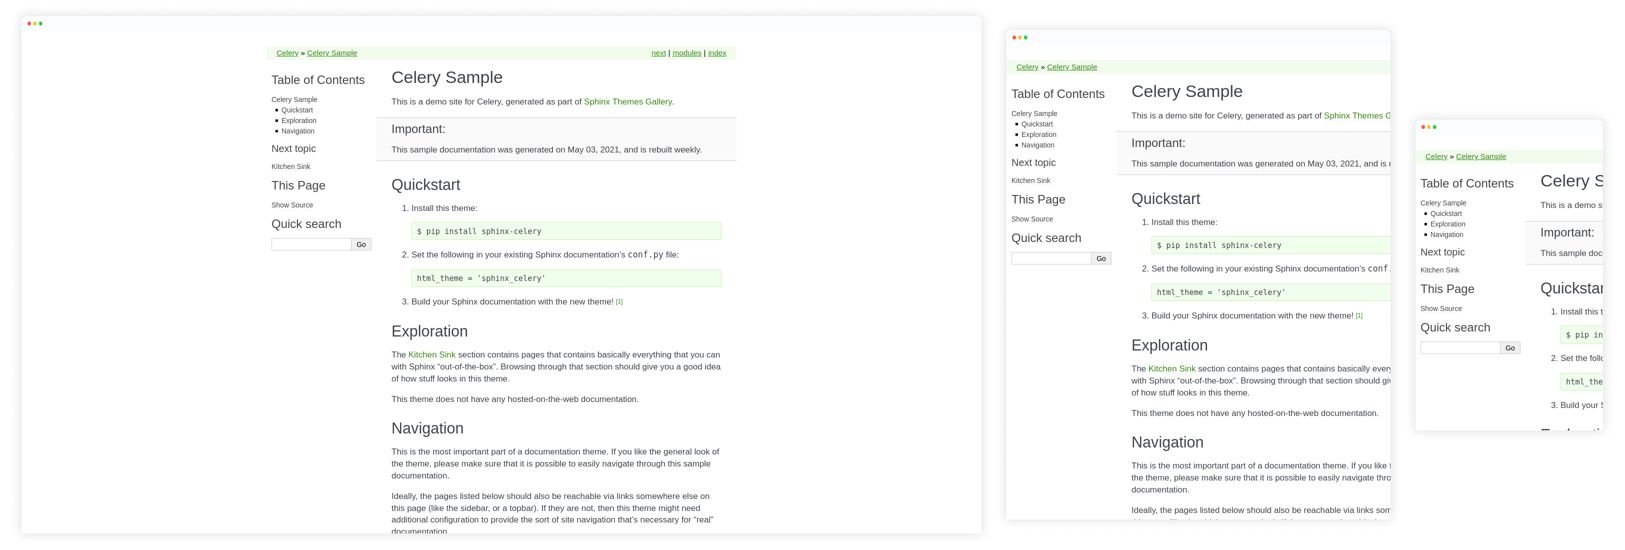 Celery » Celery Sample
next | modules | index
Table of Contents
Celery Sample
Quickstart
Exploration
Navigation
Next topic
Kitchen Sink
This Page
Show Source
Quick search
Go
Celery Sample
This is a demo site for Celery, generated as part of Sphinx Themes Gallery.
Important:
This sample documentation was generated on May 03, 2021, and is rebuilt weekly.
Quickstart
1. Install this theme:
$ pip install sphinx-celery
2. Set the following in your existing Sphinx documentation's conf.py file:
html_theme = 'sphinx_celery'
3. Build your Sphinx documentation with the new theme! [1]
Exploration
The Kitchen Sink section contains pages that contains basically everything that you can
with Sphinx “out-of-the-box”. Browsing through that section should give you a good idea
of how stuff looks in this theme.
This theme does not have any hosted-on-the-web documentation.
Navigation
This is the most important part of a documentation theme. If you like the general look of
the theme, please make sure that it is possible to easily navigate through this sample
documentation.
Ideally, the pages listed below should also be reachable via links somewhere else on
this page (like the sidebar, or a topbar). If they are not, then this theme might need
additional configuration to provide the sort of site navigation that's necessary for “real”
documentation.
Celery » Celery Sample
Table of Contents
Celery Sample
Quickstart
Exploration
Navigation
Next topic
Kitchen Sink
This Page
Show Source
Quick search
Go
Celery Sample
This is a demo site for Celery, generated as part of Sphinx Themes G
Important:
This sample documentation was generated on May 03, 2021, and is r
Quickstart
1. Install this theme:
$ pip install sphinx-celery
2. Set the following in your existing Sphinx documentation's conf.
html_theme = 'sphinx_celery'
3. Build your Sphinx documentation with the new theme! [1]
Exploration
The Kitchen Sink section contains pages that contains basically every
with Sphinx “out-of-the-box”. Browsing through that section should giv
of how stuff looks in this theme.
This theme does not have any hosted-on-the-web documentation.
Navigation
This is the most important part of a documentation theme. If you like t
the theme, please make sure that it is possible to easily navigate thro
documentation.
Ideally, the pages listed below should also be reachable via links som
Celery » Celery Sample
Table of Contents
Celery Sample
Quickstart
Exploration
Navigation
Next topic
Kitchen Sink
This Page
Show Source
Quick search
Go
Celery S
This is a demo s
Important:
This sample doc
Quickstar
1. Install this t
$ pip in
2. Set the follo
html_the
3. Build your S